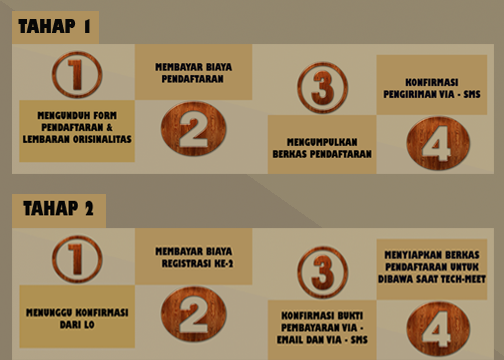 TAHAP 1
1
MENGUNDUH FORM
PENDAFTARAN &
LEMBARAN ORISINALITAS
MEMBAYAR BIAYA
PENDAFTARAN
2
3
MENGUMPULKAN
BERKAS PENDAFTARAN
KONFIRMASI
PENGIRIMAN VIA - SMS
4
TAHAP 2
1
MENUNGGU KONFIRMASI
DARI LO
MEMBAYAR BIAYA
REGISTRASI KE-2
2
3
KONFIRMASI BUKTI
PEMBAYARAN VIA -
EMAIL DAN VIA - SMS
MENYIAPKAN BERKAS
PENDAFTARAN UNTUK
DIBAWA SAAT TECH-MEET
4